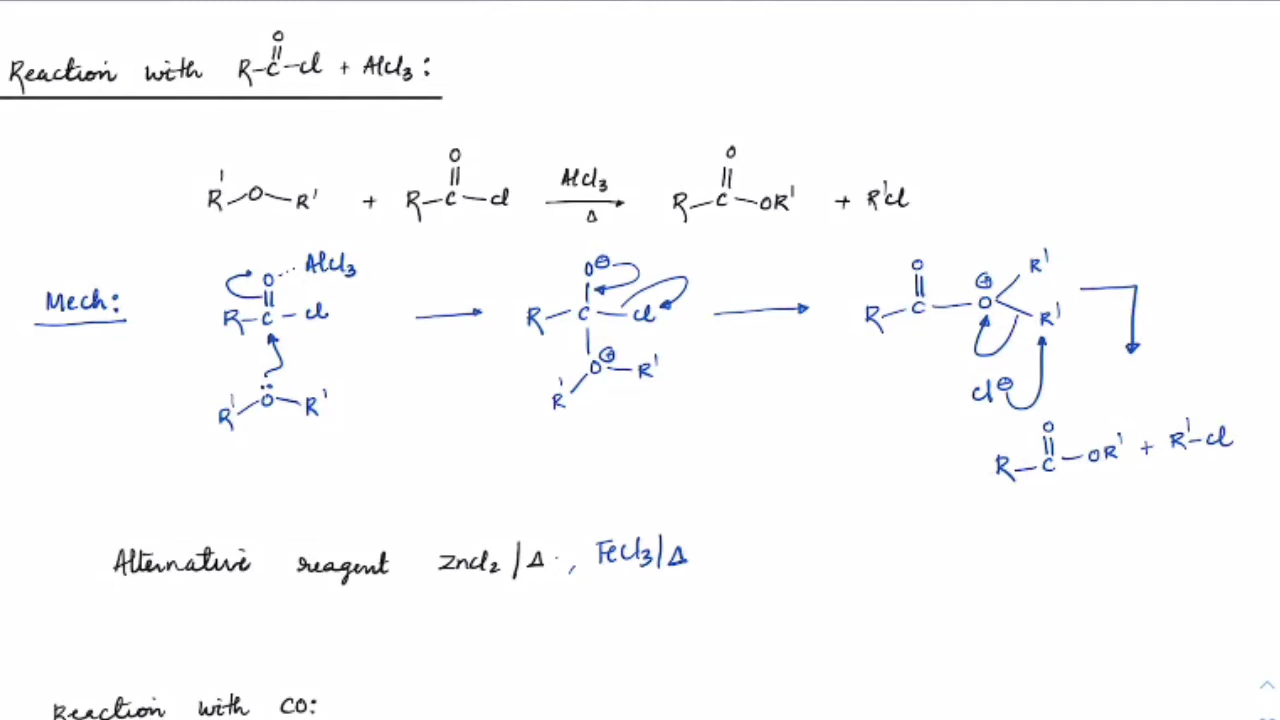 Reaction with R-C(=O)-Cl + AlCl3:
R'-O-R' + R-C(=O)-Cl AlCl3 / Δ → R-C(=O)-OR' + R'Cl
Mech: R-C(=O···AlCl3)-Cl → R-C(O⊖)(-Cl)-O⊕(R')-R' → R-C(=O)-O⊕(R')-R'
R'-Ö-R' Cl⊖
R-C(=O)-OR' + R'-Cl
Alternative reagent ZnCl2/Δ, FeCl3/Δ
Reaction with CO: